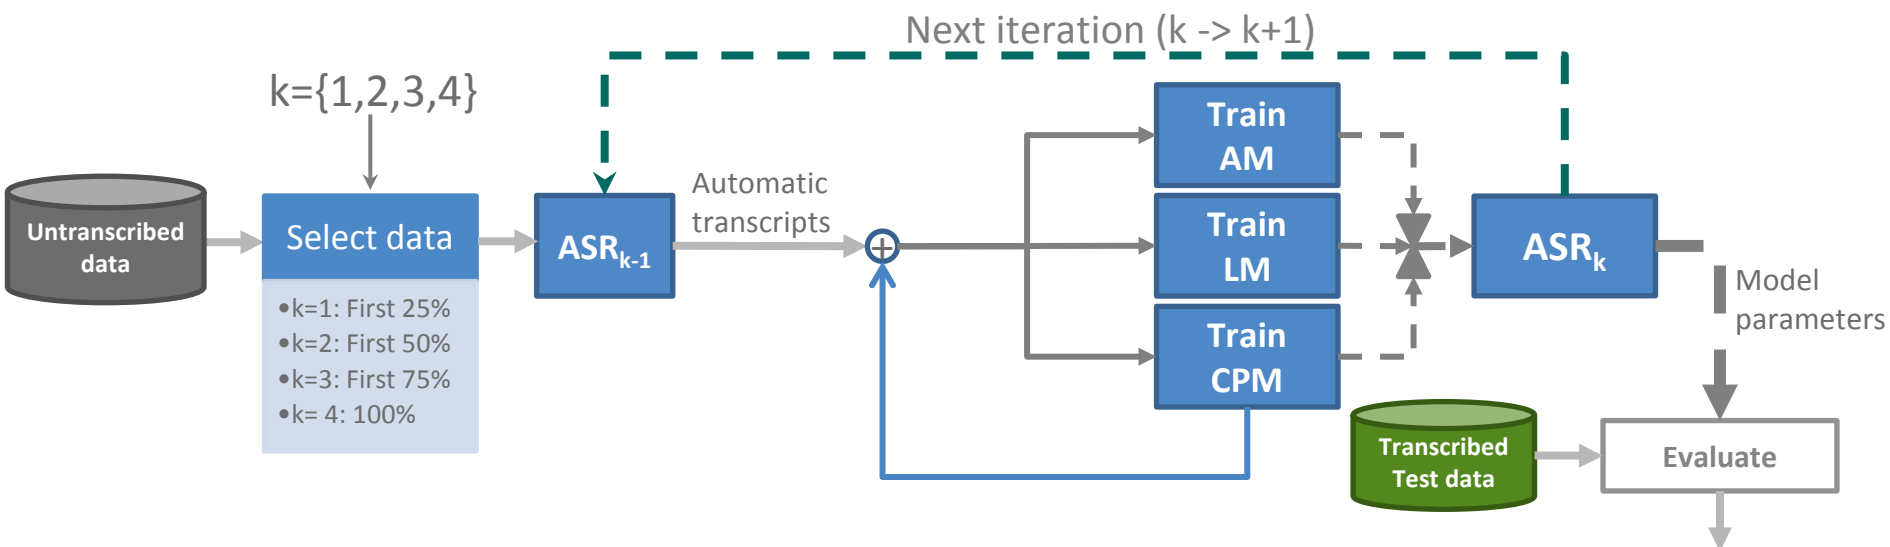 Next iteration (k -> k+1)
k={1,2,3,4}
Untranscribed
data
Select data
•k=1: First 25%
•k=2: First 50%
•k=3: First 75%
•k= 4: 100%
ASRk-1
Automatic
transcripts
+
Train
AM
Train
LM
Train
CPM
ASRk
Model
parameters
Transcribed
Test data
Evaluate